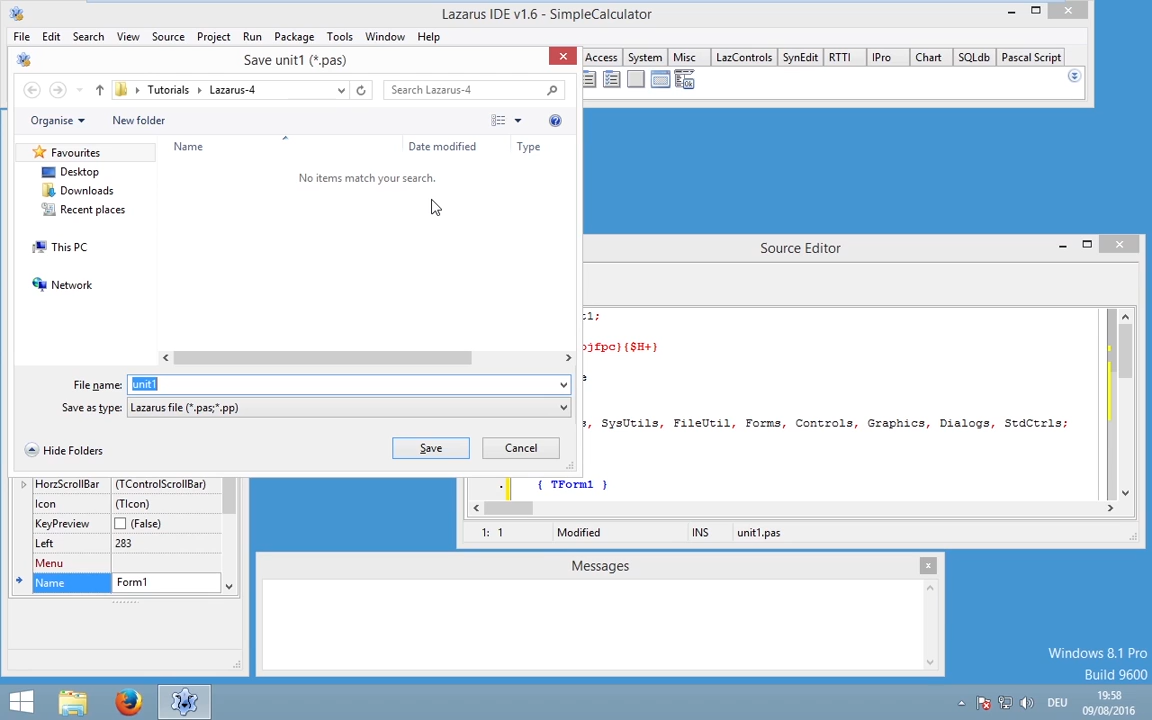 Lazarus IDE v1.6 - SimpleCalculator
File Edit Search View Source Project Run Package Tools Window Help
Save unit1 (*.pas)
Access System Misc LazControls SynEdit RTTI IPro Chart SQLdb Pascal Script
Tutorials Lazarus-4
Search Lazarus-4
Organise New folder
Name Date modified Type
Favourites
Desktop
Downloads
Recent places
This PC
Network
No items match your search.
File name: unit1
Save as type: Lazarus file (*.pas;*.pp)
Hide Folders
Save Cancel
Source Editor
t1;
bjfpc}{$H+}
e
s, SysUtils, FileUtil, Forms, Controls, Graphics, Dialogs, StdCtrls;
{ TForm1 }
1: 1 Modified INS unit1.pas
HorzScrollBar (TControlScrollBar)
Icon (TIcon)
KeyPreview (False)
Left 283
Menu
Name Form1
Messages
Windows 8.1 Pro
Build 9600
DEU
19:58
09/08/2016